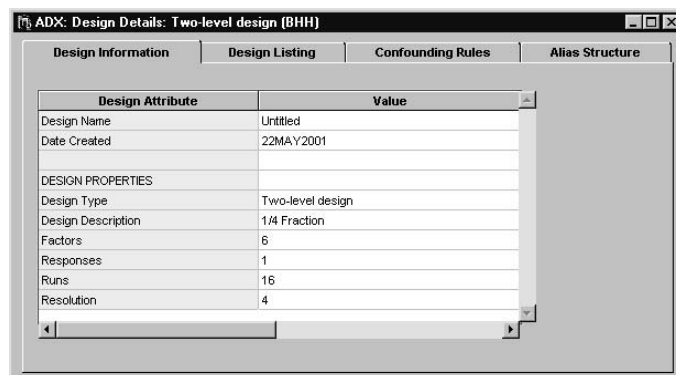 ADX: Design Details: Two-level design (BHH)
Design Information Design Listing Confounding Rules Alias Structure
Design Attribute Value
Design Name Untitled
Date Created 22MAY2001
DESIGN PROPERTIES
Design Type Two-level design
Design Description 1/4 Fraction
Factors 6
Responses 1
Runs 16
Resolution 4